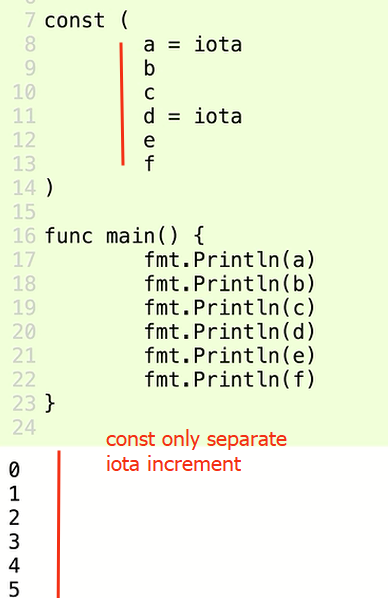 7 const (
8 a = iota
9 b
10 c
11 d = iota
12 e
13 f
14 )
15
16 func main() {
17 fmt.Println(a)
18 fmt.Println(b)
19 fmt.Println(c)
20 fmt.Println(d)
21 fmt.Println(e)
22 fmt.Println(f)
23 }
24
const only separate
iota increment
0
1
2
3
4
5